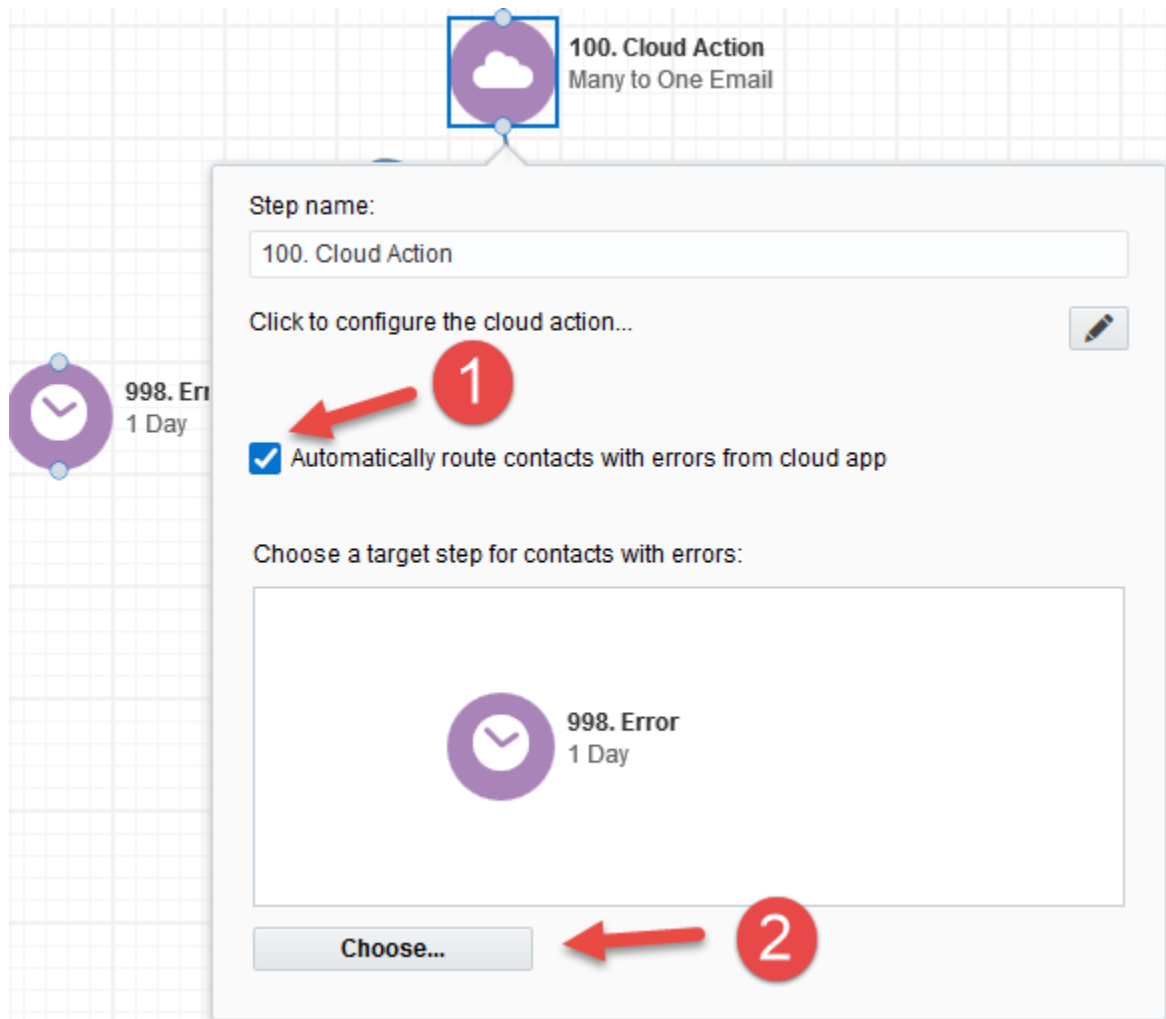 100. Cloud Action
Many to One Email
Step name:
100. Cloud Action
Click to configure the cloud action...
1
998. Err
1 Day
Automatically route contacts with errors from cloud app
Choose a target step for contacts with errors:
998. Error
1 Day
Choose...
2